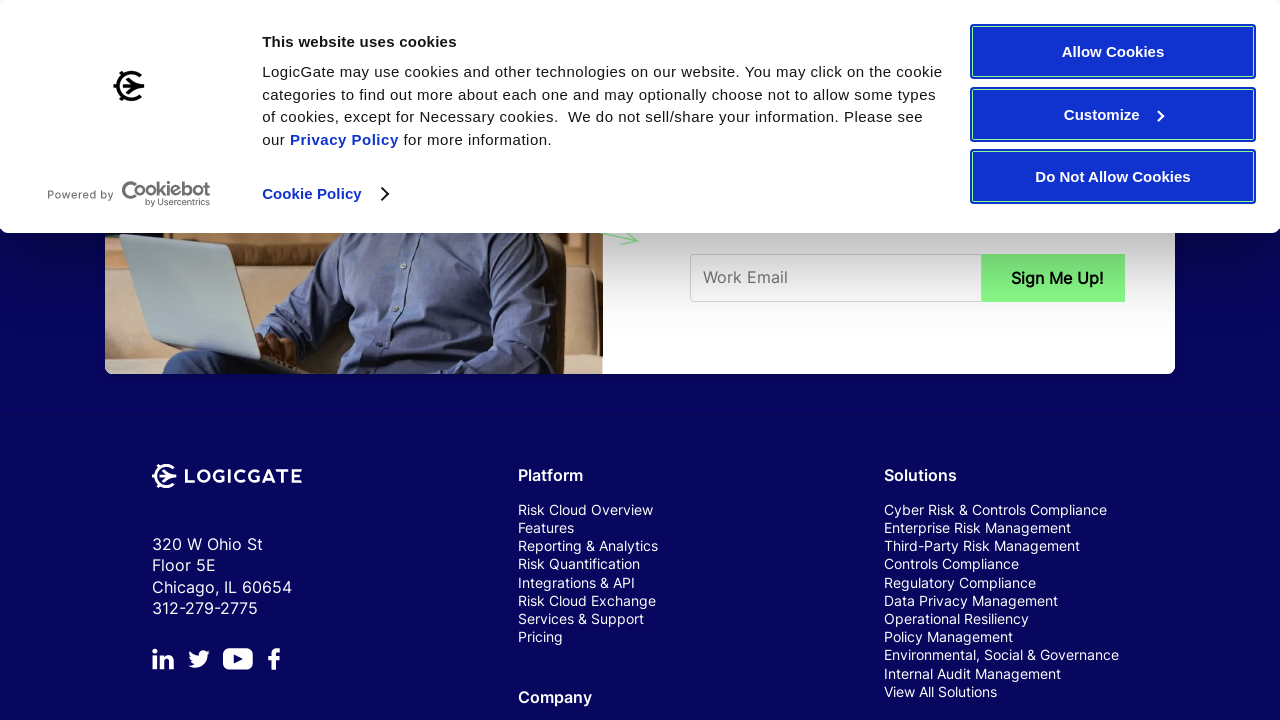 This website uses cookies
LogicGate may use cookies and other technologies on our website. You may click on the cookie
categories to find out more about each one and may optionally choose not to allow some types
of cookies, except for Necessary cookies.  We do not sell/share your information. Please see
our Privacy Policy for more information.
Cookie Policy
Powered by Cookiebot
by Usercentrics
Allow Cookies
Customize
Do Not Allow Cookies
Work Email
Sign Me Up!
LOGICGATE
320 W Ohio St
Floor 5E
Chicago, IL 60654
312-279-2775
Platform
Risk Cloud Overview
Features
Reporting & Analytics
Risk Quantification
Integrations & API
Risk Cloud Exchange
Services & Support
Pricing
Company
Solutions
Cyber Risk & Controls Compliance
Enterprise Risk Management
Third-Party Risk Management
Controls Compliance
Regulatory Compliance
Data Privacy Management
Operational Resiliency
Policy Management
Environmental, Social & Governance
Internal Audit Management
View All Solutions